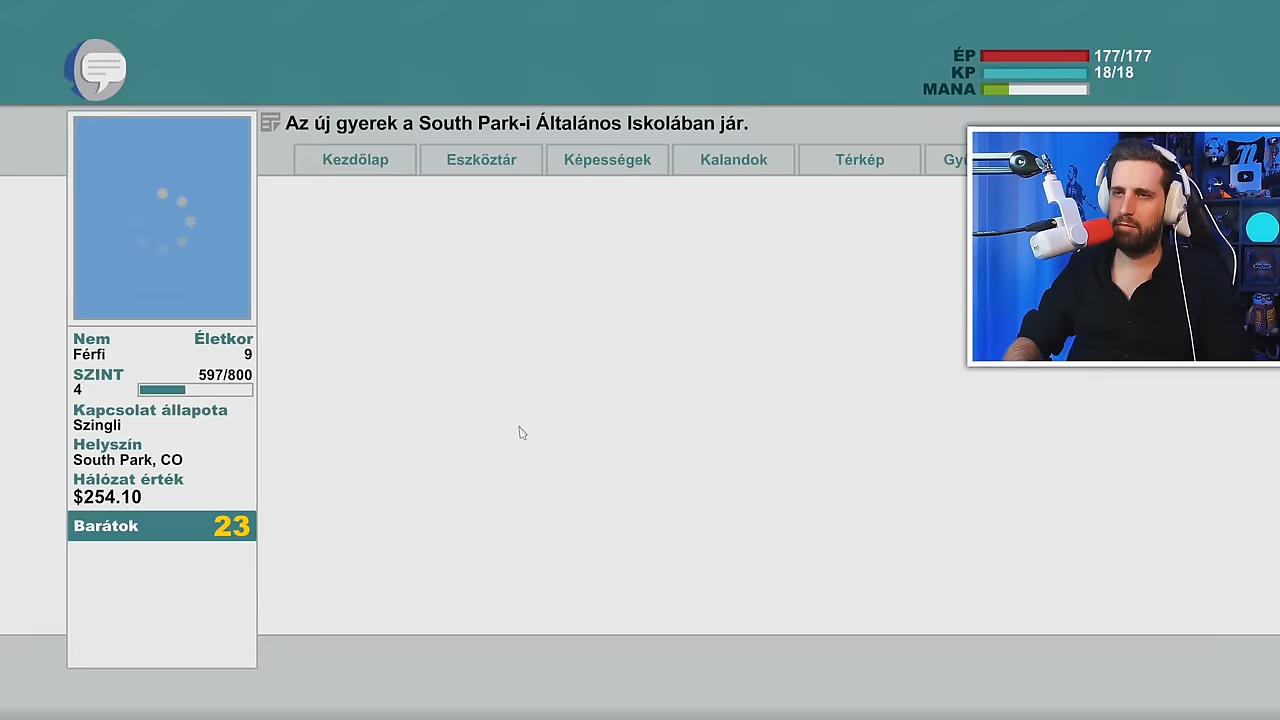 ÉP 177/177
KP 18/18
MANA
Az új gyerek a South Park-i Általános Iskolában jár.
Kezdőlap Eszköztár Képességek Kalandok Térkép
Nem Életkor
Férfi 9
SZINT 597/800
4
Kapcsolat állapota
Szingli
Helyszín
South Park, CO
Hálózat érték
$254.10
Barátok 23